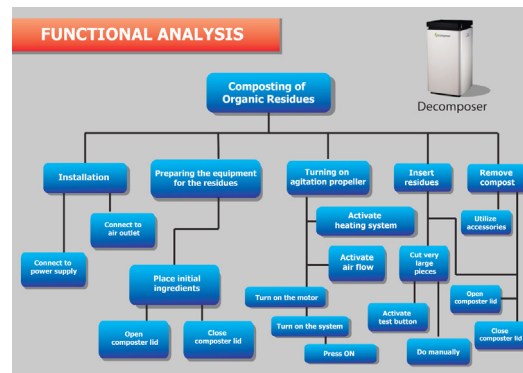 FUNCTIONAL ANALYSIS
Decomposer
Composting of
Organic Residues
Installation
Preparing the equipment
for the residues
Turning on
agitation propeller
Insert
residues
Remove
compost
Connect to
air outlet
Connect to
power supply
Place initial
ingredients
Open
composter lid
Close
composter lid
Activate
heating system
Activate
air flow
Turn on the motor
Turn on the system
Press ON
Cut very
large
pieces
Activate
test button
Do manually
Utilize
accessories
Open
composter lid
Close
composter lid